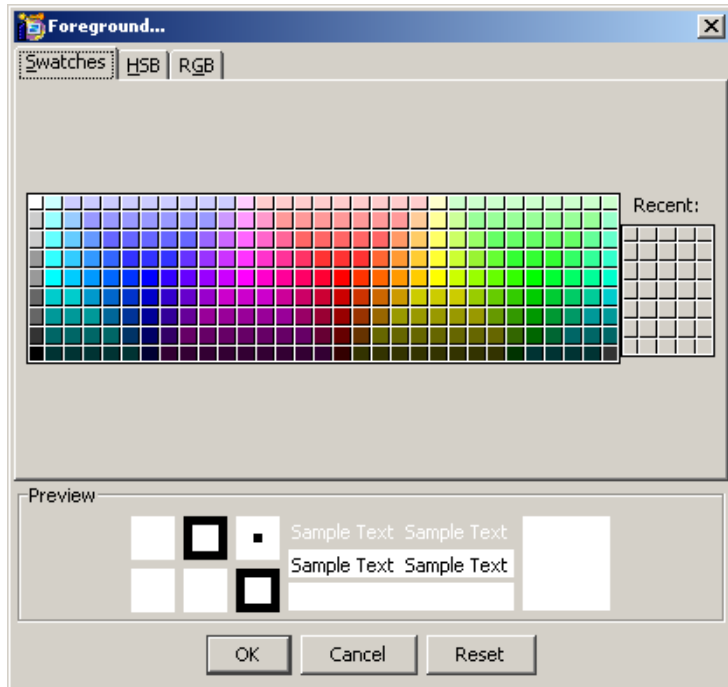 Foreground...
Swatches HSB RGB
Recent:
Preview
Sample Text Sample Text
Sample Text Sample Text
OK Cancel Reset